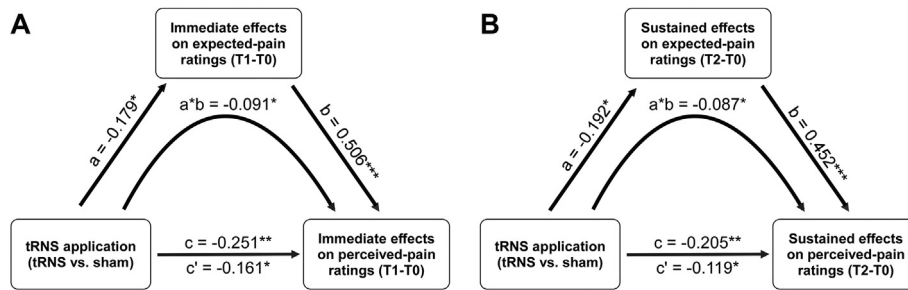 A
Immediate effects
on expected-pain
ratings (T1-T0)
a = -0.179*
a*b = -0.091*
b = 0.506***
tRNS application
(tRNS vs. sham)
c = -0.251**
c' = -0.161*
Immediate effects
on perceived-pain
ratings (T1-T0)
B
Sustained effects
on expected-pain
ratings (T2-T0)
a = -0.192*
a*b = -0.087*
b = 0.452***
tRNS application
(tRNS vs. sham)
c = -0.205**
c' = -0.119*
Sustained effects
on perceived-pain
ratings (T2-T0)